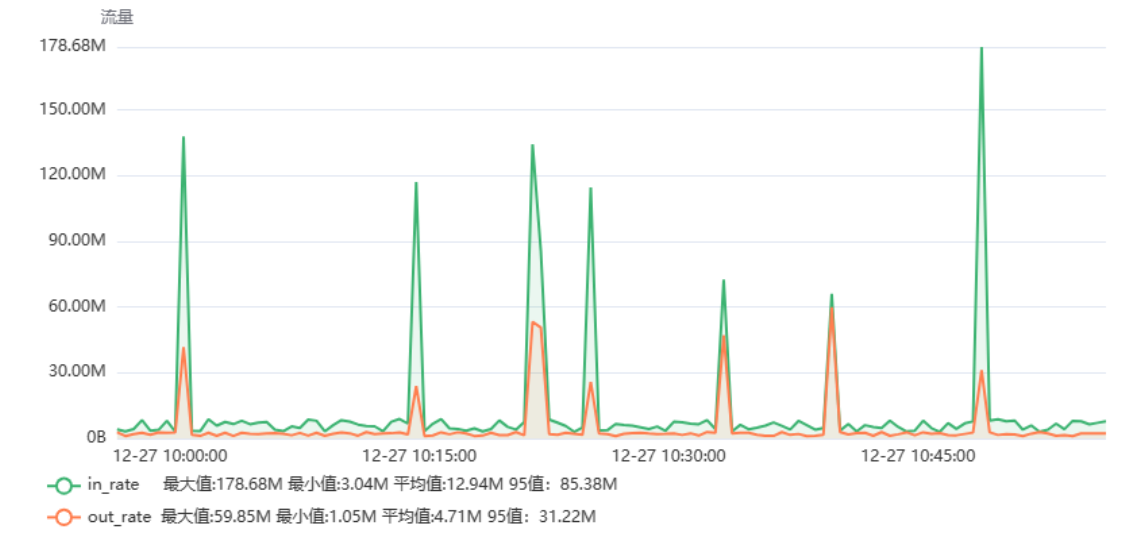 流量
178.68M
150.00M
120.00M
90.00M
60.00M
30.00M
0B
12-27 10:00:00 12-27 10:15:00 12-27 10:30:00 12-27 10:45:00
in_rate 最大值:178.68M 最小值:3.04M 平均值:12.94M 95值：85.38M
out_rate 最大值:59.85M 最小值:1.05M 平均值:4.71M 95值：31.22M